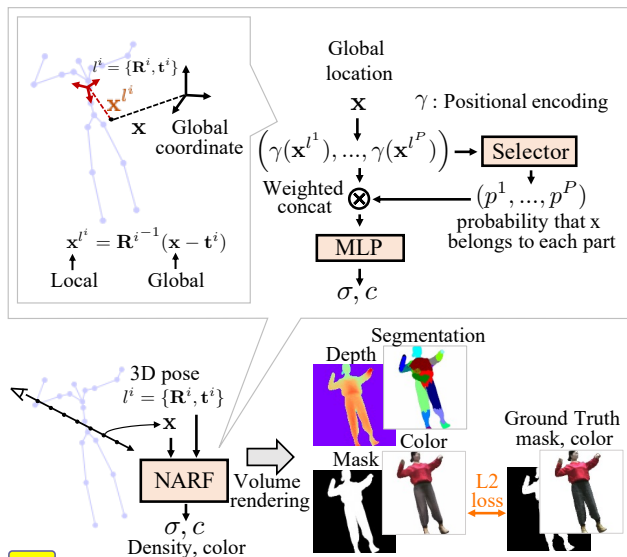 l^i = {R^i, t^i}
x^{l^i}
x
Global
coordinate
x^{l^i} = R^{i^{-1}}(x − t^i)
Local
Global
Global
location
x
γ : Positional encoding
(γ(x^{l^1}), ..., γ(x^{l^P}))
Selector
Weighted
concat
(p^1, ..., p^P)
probability that x
belongs to each part
MLP
σ, c
3D pose
l^i = {R^i, t^i}
x
NARF
σ, c
Density, color
Volume
rendering
Segmentation
Depth
Color
Mask
Ground Truth
mask, color
L2
loss